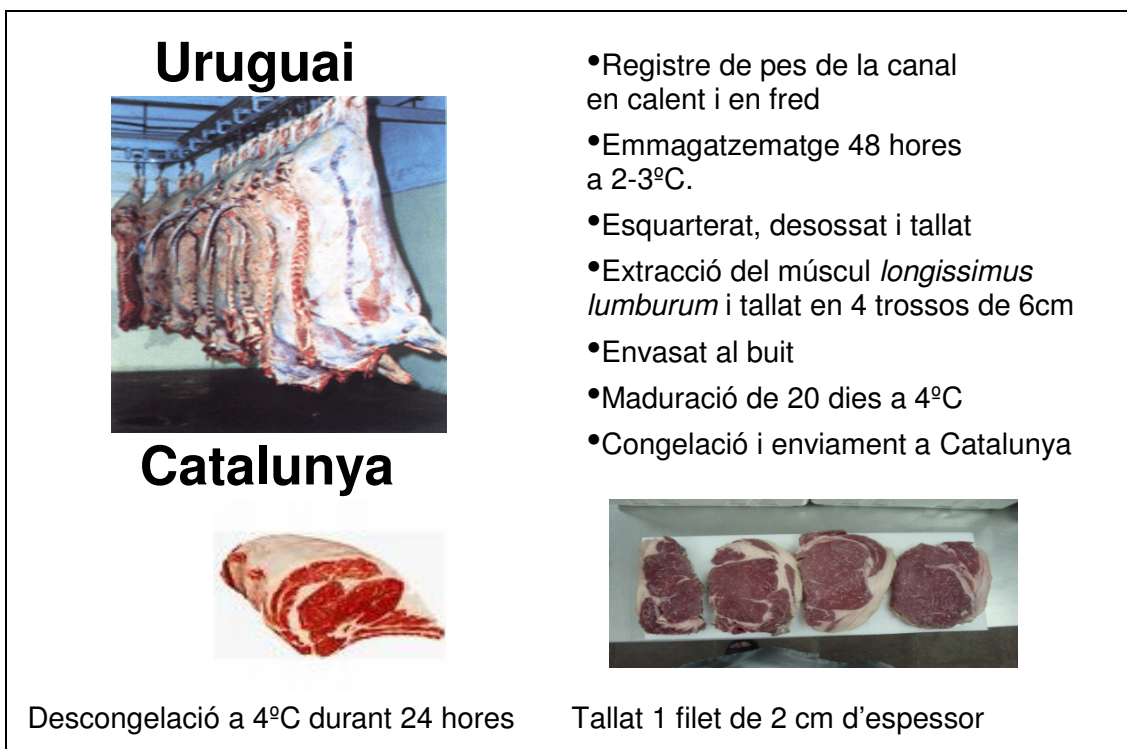 Uruguai
•Registre de pes de la canal
en calent i en fred
•Emmagatzematge 48 hores
a 2-3ºC.
•Esquarterat, desossat i tallat
•Extracció del múscul longissimus
lumburum i tallat en 4 trossos de 6cm
•Envasat al buit
•Maduració de 20 dies a 4ºC
•Congelació i enviament a Catalunya
Catalunya
Descongelació a 4ºC durant 24 hores
Tallat 1 filet de 2 cm d'espessor